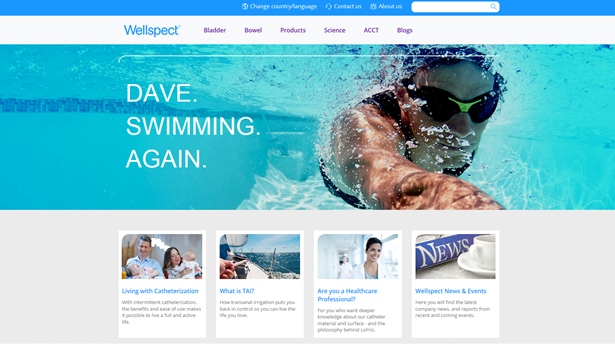 Change country/language Contact us About us
Wellspect
Bladder Bowel Products Science ACCT Blogs
DAVE.
SWIMMING.
AGAIN.
NEWS
Living with Catheterization
With intermittent catheterization,
the benefits and ease of use makes
it possible to live a full and active
life.
What is TAI?
How transanal irrigation puts you
back in control so you can live the
life you love.
Are you a Healthcare
Professional?
For you who want deeper
knowledge about our catheter
material and surface - and the
philosophy behind LoFric.
Wellspect News & Events
Here you will find the latest
company news, and reports from
recent and coming events.